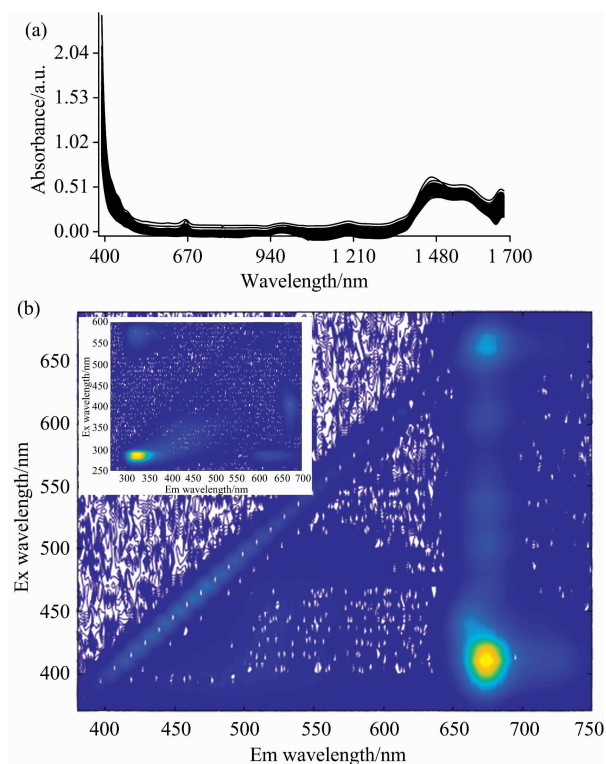 (a)
Absorbance/a.u.
2.04
1.53
1.02
0.51
0.00
400 670 940 1 210 1 480 1 700
Wavelength/nm
(b)
Ex wavelength/nm
650
600
550
500
450
400
400 450 500 550 600 650 700 750
Em wavelength/nm
Ex wavelength/nm
600
550
500
450
400
350
300
250
300 350 400 450 500 550 600 650 700
Em wavelength/nm